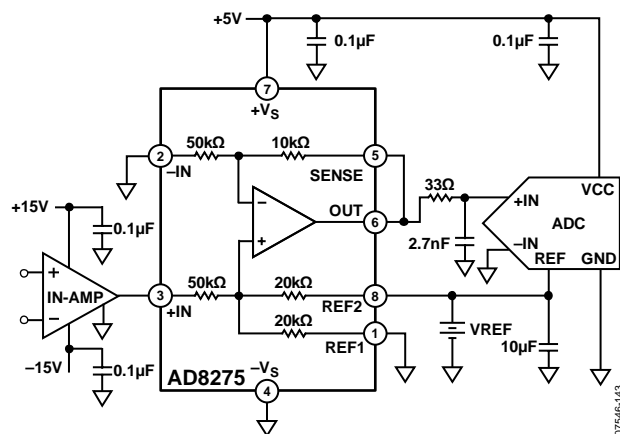 +5V
0.1µF
0.1µF
7
+VS
50kΩ
10kΩ
2
–IN
5
SENSE
–
+
OUT
6
33Ω
2.7nF
+IN
–IN
VCC
ADC
REF
GND
+15V
0.1µF
+
–
IN-AMP
3
+IN
50kΩ
20kΩ
REF2
8
20kΩ
REF1
1
VREF
10µF
–15V
0.1µF
AD8275
–VS
4
07546-143